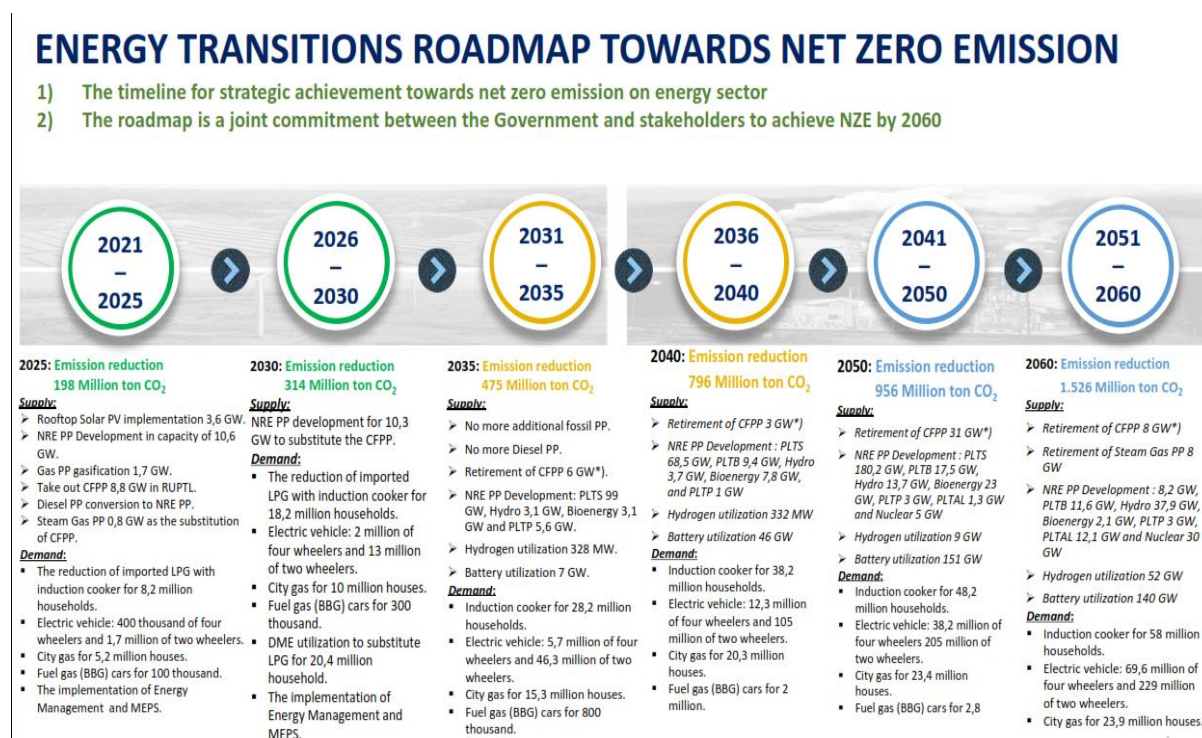 ENERGY TRANSITIONS ROADMAP TOWARDS NET ZERO EMISSION
1) The timeline for strategic achievement towards net zero emission on energy sector
2) The roadmap is a joint commitment between the Government and stakeholders to achieve NZE by 2060
2021
–
2025
2026
–
2030
2031
–
2035
2036
–
2040
2041
–
2050
2051
–
2060
2025: Emission reduction
198 Million ton CO₂
Supply:
➢ Rooftop Solar PV implementation 3,6 GW.
➢ NRE PP Development in capacity of 10,6
GW.
➢ Gas PP gasification 1,7 GW.
➢ Take out CFPP 8,8 GW in RUPTL.
➢ Diesel PP conversion to NRE PP.
➢ Steam Gas PP 0,8 GW as the substitution
of CFPP.
Demand:
▪ The reduction of imported LPG with
induction cooker for 8,2 million
households.
▪ Electric vehicle: 400 thousand of four
wheelers and 1,7 million of two wheelers.
▪ City gas for 5,2 million houses.
▪ Fuel gas (BBG) cars for 100 thousand.
▪ The implementation of Energy
Management and MEPS.
2030: Emission reduction
314 Million ton CO₂
Supply:
NRE PP development for 10,3
GW to substitute the CFPP.
Demand:
▪ The reduction of imported
LPG with induction cooker for
18,2 million households.
▪ Electric vehicle: 2 million of
four wheelers and 13 million
of two wheelers.
▪ City gas for 10 million houses.
▪ Fuel gas (BBG) cars for 300
thousand.
▪ DME utilization to substitute
LPG for 20,4 million
household.
▪ The implementation of
Energy Management and
MEPS.
2035: Emission reduction
475 Million ton CO₂
Supply:
➢ No more additional fossil PP.
➢ No more Diesel PP.
➢ Retirement of CFPP 6 GW*).
➢ NRE PP Development: PLTS 99
GW, Hydro 3,1 GW, Bioenergy 3,1
GW and PLTP 5,6 GW.
➢ Hydrogen utilization 328 MW.
➢ Battery utilization 7 GW.
Demand:
▪ Induction cooker for 28,2 million
households.
▪ Electric vehicle: 5,7 million of four
wheelers and 46,3 million of two
wheelers.
▪ City gas for 15,3 million houses.
▪ Fuel gas (BBG) cars for 800
thousand.
2040: Emission reduction
796 Million ton CO₂
Supply:
➢ Retirement of CFPP 3 GW*)
➢ NRE PP Development : PLTS
68,5 GW, PLTB 9,4 GW, Hydro
3,7 GW, Bioenergy 7,8 GW,
and PLTP 1 GW
➢ Hydrogen utilization 332 MW
➢ Battery utilization 46 GW
Demand:
▪ Induction cooker for 38,2
million households.
▪ Electric vehicle: 12,3 million
of four wheelers and 105
million of two wheelers.
▪ City gas for 20,3 million
houses.
▪ Fuel gas (BBG) cars for 2
million.
2050: Emission reduction
956 Million ton CO₂
Supply:
➢ Retirement of CFPP 31 GW*)
➢ NRE PP Development : PLTS
180,2 GW, PLTB 17,5 GW,
Hydro 13,7 GW, Bioenergy 23
GW, PLTP 3 GW, PLTAL 1,3 GW
and Nuclear 5 GW
➢ Hydrogen utilization 9 GW
➢ Battery utilization 151 GW
Demand:
▪ Induction cooker for 48,2
million households.
▪ Electric vehicle: 38,2 million of
four wheelers 205 million of
two wheelers.
▪ City gas for 23,4 million
houses.
▪ Fuel gas (BBG) cars for 2,8
2060: Emission reduction
1.526 Million ton CO₂
Supply:
➢ Retirement of CFPP 8 GW*)
➢ Retirement of Steam Gas PP 8
GW
➢ NRE PP Development : 8,2 GW,
PLTB 11,6 GW, Hydro 37,9 GW,
Bioenergy 2,1 GW, PLTP 3 GW,
PLTAL 12,1 GW and Nuclear 30
GW
➢ Hydrogen utilization 52 GW
➢ Battery utilization 140 GW
Demand:
▪ Induction cooker for 58 million
households.
▪ Electric vehicle: 69,6 million of
four wheelers and 229 million
of two wheelers.
▪ City gas for 23,9 million houses.